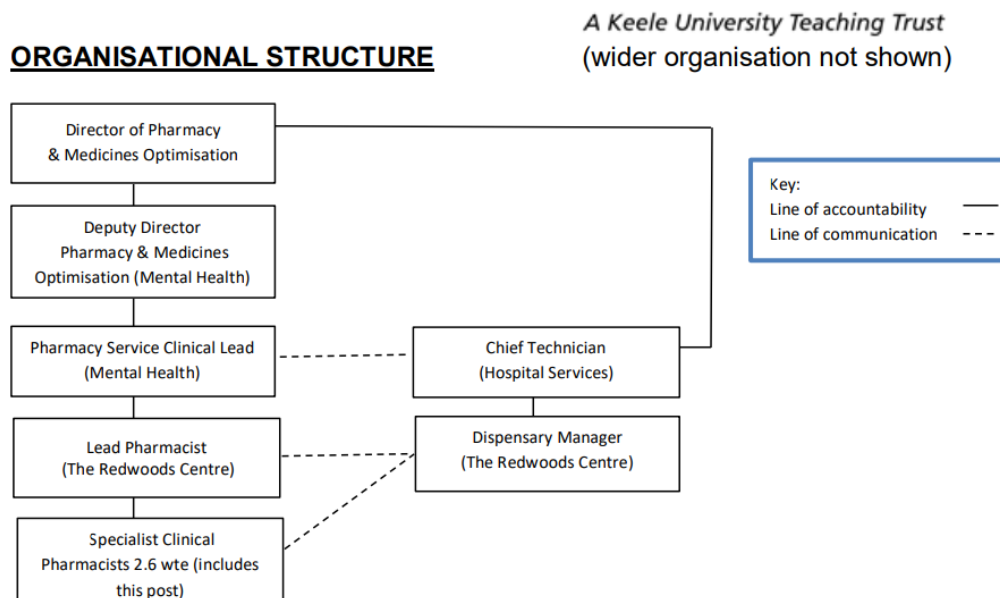 A Keele University Teaching Trust
ORGANISATIONAL STRUCTURE
(wider organisation not shown)
Director of Pharmacy
& Medicines Optimisation
Key:
Line of accountability
Line of communication
Deputy Director
Pharmacy & Medicines
Optimisation (Mental Health)
Pharmacy Service Clinical Lead
(Mental Health)
Chief Technician
(Hospital Services)
Lead Pharmacist
(The Redwoods Centre)
Dispensary Manager
(The Redwoods Centre)
Specialist Clinical
Pharmacists 2.6 wte (includes
this post)